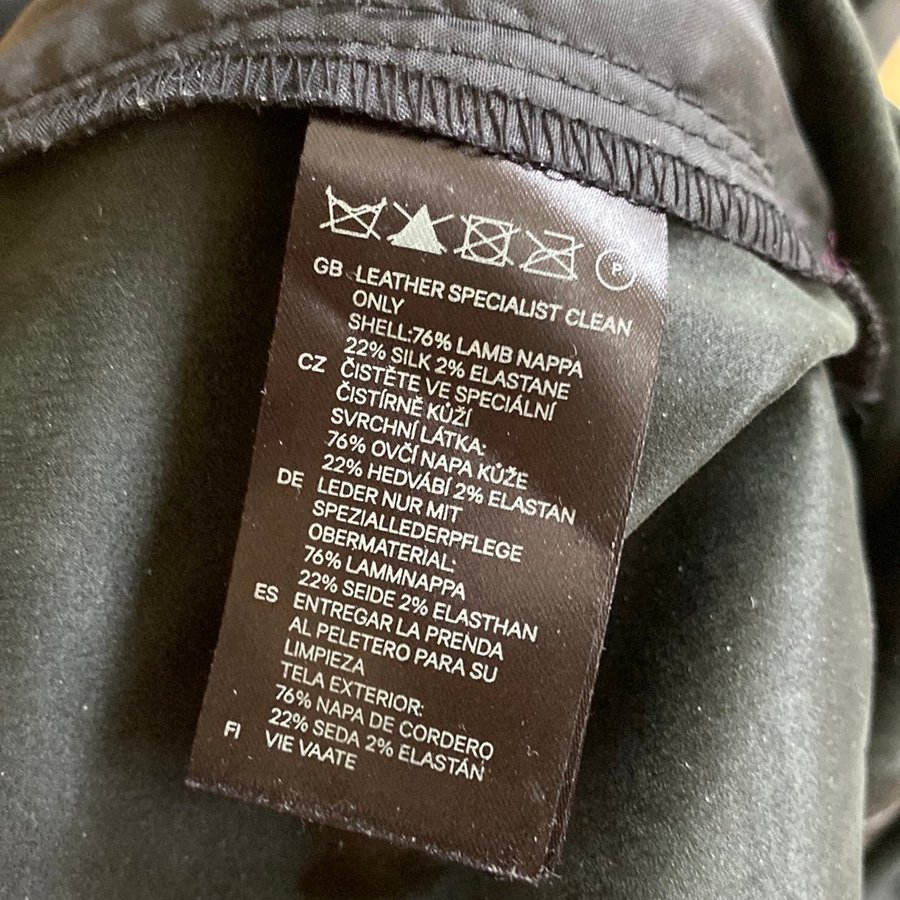 P
GB LEATHER SPECIALIST CLEAN
ONLY
SHELL:76% LAMB NAPPA
22% SILK 2% ELASTANE
CZ ČISTĚTE VE SPECIÁLNÍ
ČISTÍRNĚ KŮŽÍ
SVRCHNÍ LÁTKA:
76% OVČÍ NAPA KŮŽE
22% HEDVÁBÍ 2% ELASTAN
DE LEDER NUR MIT
SPEZIALLEDERPFLEGE
OBERMATERIAL:
76% LAMMNAPPA
22% SEIDE 2% ELASTHAN
ES ENTREGAR LA PRENDA
AL PELETERO PARA SU
LIMPIEZA
TELA EXTERIOR:
76% NAPA DE CORDERO
22% SEDA 2% ELASTÁN
FI VIE VAATE